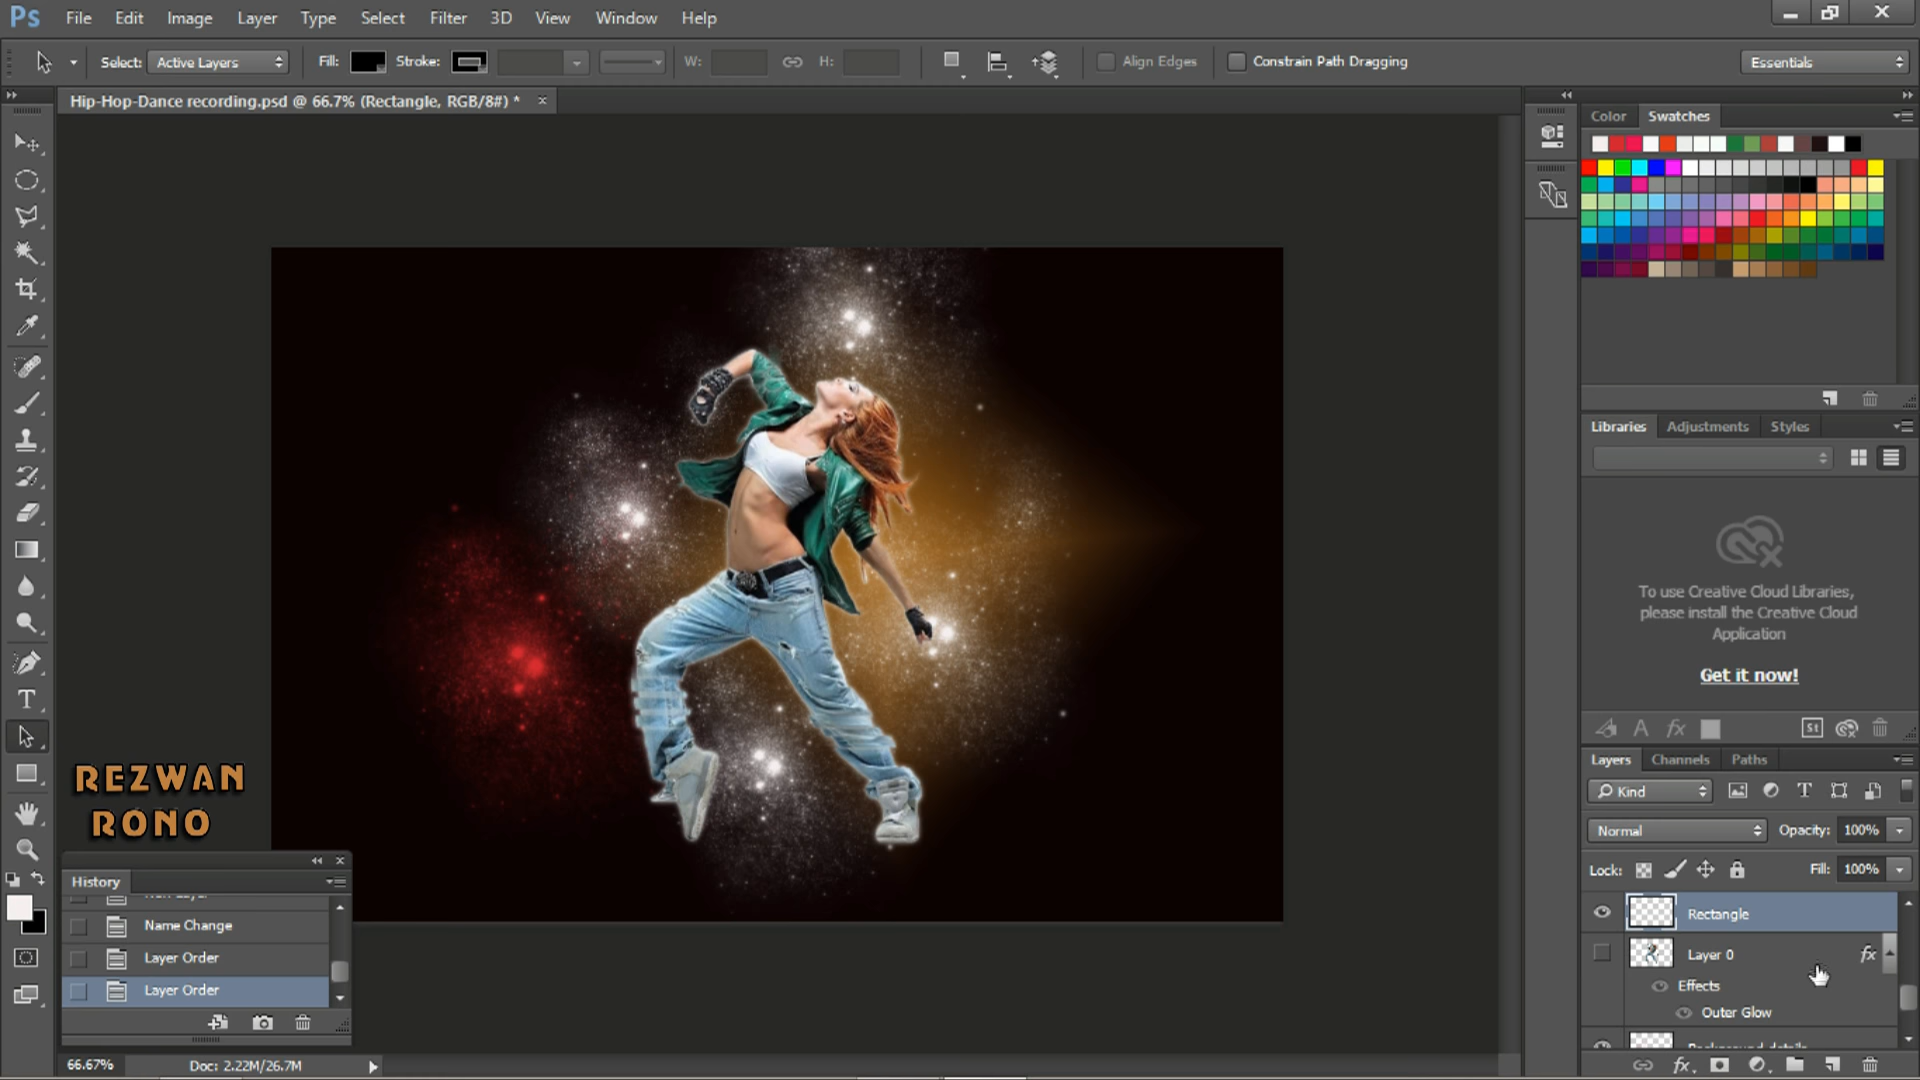 Ps File Edit Image Layer Type Select Filter 3D View Window Help
Select: Active Layers Fill: Stroke: W: H: Align Edges Constrain Path Dragging Essentials
Hip-Hop-Dance recording.psd @ 66.7% (Rectangle, RGB/8#) *
Color Swatches
Libraries Adjustments Styles
To use Creative Cloud Libraries,
please install the Creative Cloud
Application
Get it now!
St
Layers Channels Paths
Kind
Normal Opacity: 100%
Lock: Fill: 100%
Rectangle
Layer 0 fx
Effects
Outer Glow
Background details
REZWAN
RONO
History
Name Change
Layer Order
Layer Order
66.67% Doc: 2.22M/26.7M